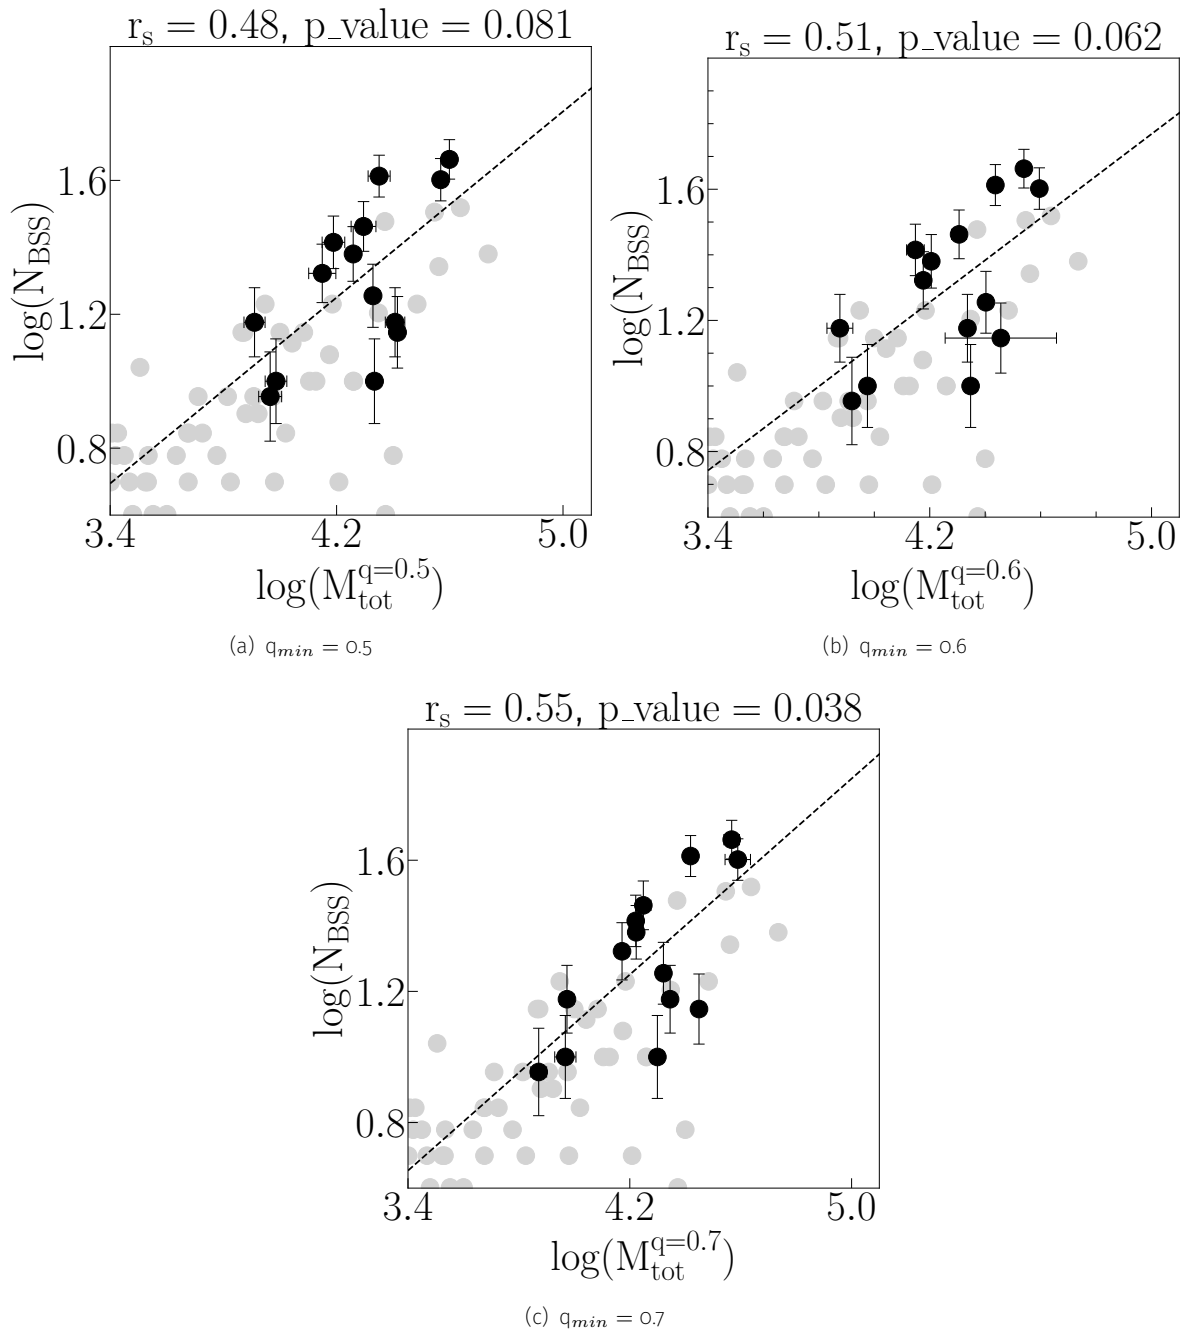 r_s = 0.48, p_value = 0.081
log(N_BSS)
1.6
1.2
0.8
3.4 4.2 5.0
log(M_tot^q=0.5)
(a) q_min = 0.5
r_s = 0.51, p_value = 0.062
log(N_BSS)
1.6
1.2
0.8
3.4 4.2 5.0
log(M_tot^q=0.6)
(b) q_min = 0.6
r_s = 0.55, p_value = 0.038
log(N_BSS)
1.6
1.2
0.8
3.4 4.2 5.0
log(M_tot^q=0.7)
(c) q_min = 0.7